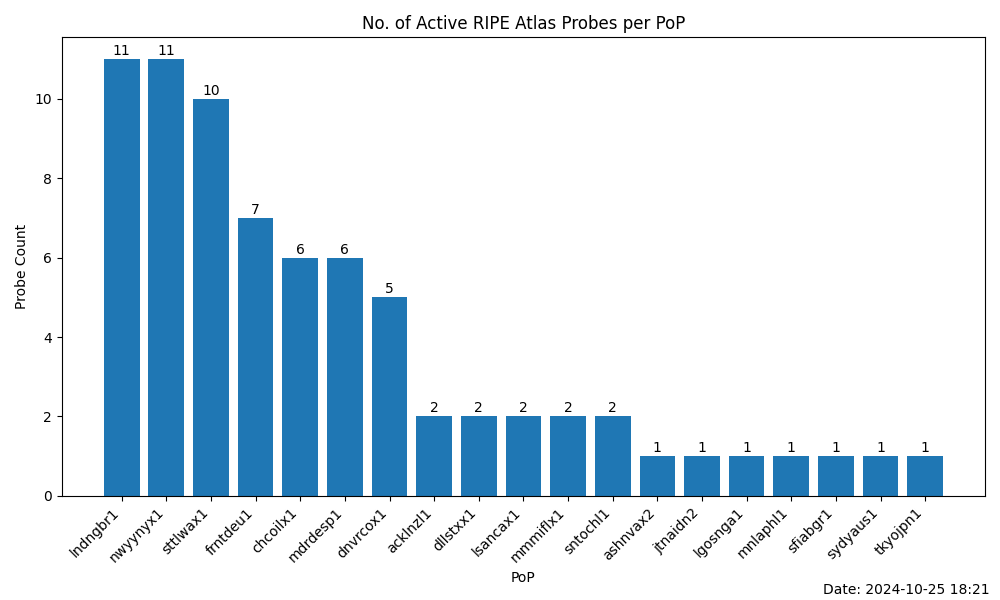 No. of Active RIPE Atlas Probes per PoP
Probe Count
10
8
6
4
2
0
11
11
10
7
6
6
5
2
2
2
2
2
1
1
1
1
1
1
1
lndngbr1
nwyynyx1
sttlwax1
frntdeu1
chcoilx1
mdrdesp1
dnvrcox1
acklnzl1
dllstxx1
lsancax1
mmmiflx1
sntochl1
ashnvax2
jtnaidn2
lgosnga1
mnlaphl1
sfiabgr1
sydyaus1
tkyojpn1
PoP
Date: 2024-10-25 18:21